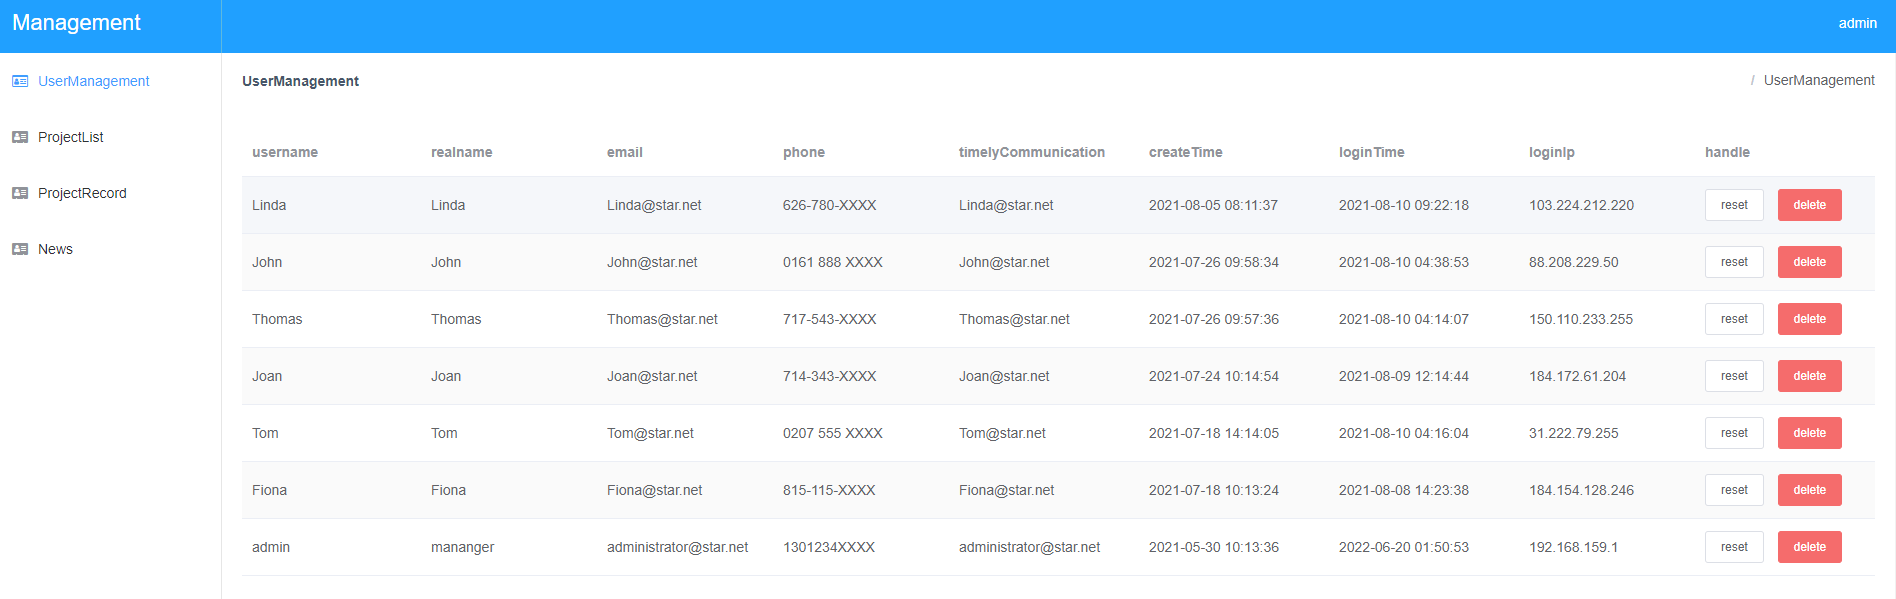 Management admin
UserManagement
ProjectList
ProjectRecord
News
UserManagement / UserManagement
username realname email phone timelyCommunication createTime loginTime loginIp handle
Linda Linda Linda@star.net 626-780-XXXX Linda@star.net 2021-08-05 08:11:37 2021-08-10 09:22:18 103.224.212.220 reset delete
John John John@star.net 0161 888 XXXX John@star.net 2021-07-26 09:58:34 2021-08-10 04:38:53 88.208.229.50 reset delete
Thomas Thomas Thomas@star.net 717-543-XXXX Thomas@star.net 2021-07-26 09:57:36 2021-08-10 04:14:07 150.110.233.255 reset delete
Joan Joan Joan@star.net 714-343-XXXX Joan@star.net 2021-07-24 10:14:54 2021-08-09 12:14:44 184.172.61.204 reset delete
Tom Tom Tom@star.net 0207 555 XXXX Tom@star.net 2021-07-18 14:14:05 2021-08-10 04:16:04 31.222.79.255 reset delete
Fiona Fiona Fiona@star.net 815-115-XXXX Fiona@star.net 2021-07-18 10:13:24 2021-08-08 14:23:38 184.154.128.246 reset delete
admin mananger administrator@star.net 1301234XXXX administrator@star.net 2021-05-30 10:13:36 2022-06-20 01:50:53 192.168.159.1 reset delete